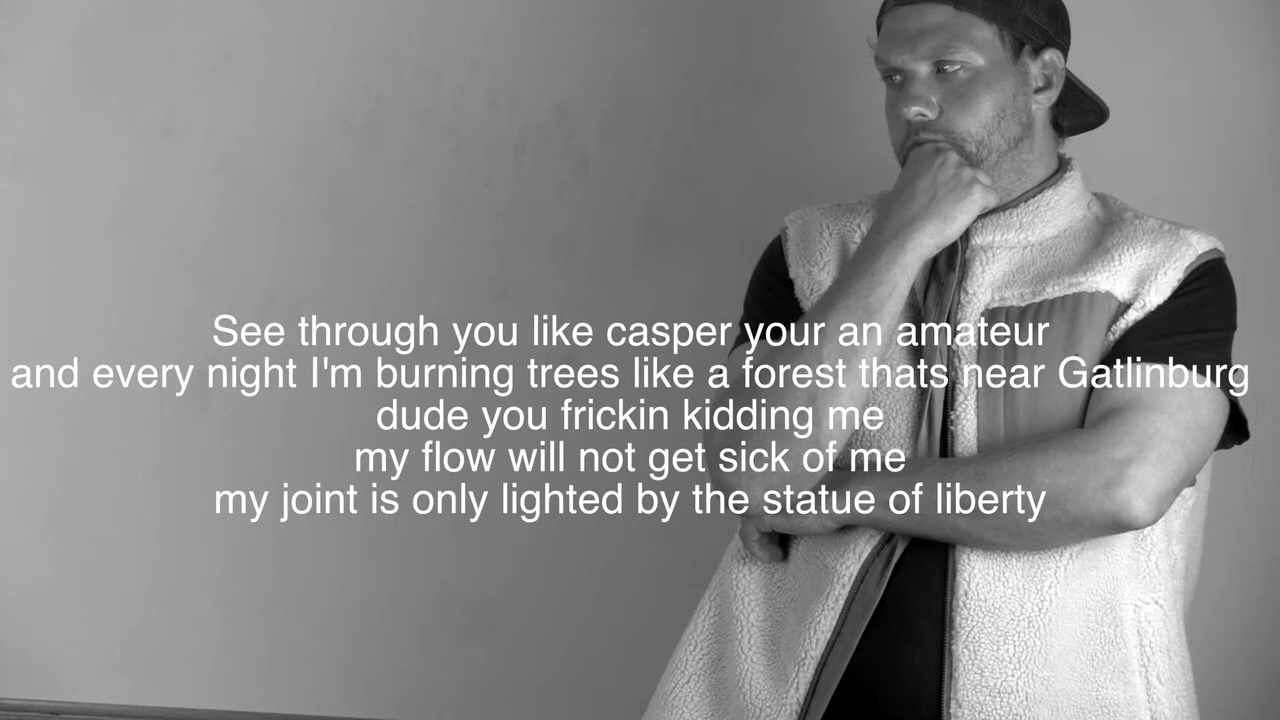 See through you like casper your an amateur
and every night I'm burning trees like a forest thats near Gatlinburg
dude you frickin kidding me
my flow will not get sick of me
my joint is only lighted by the statue of liberty